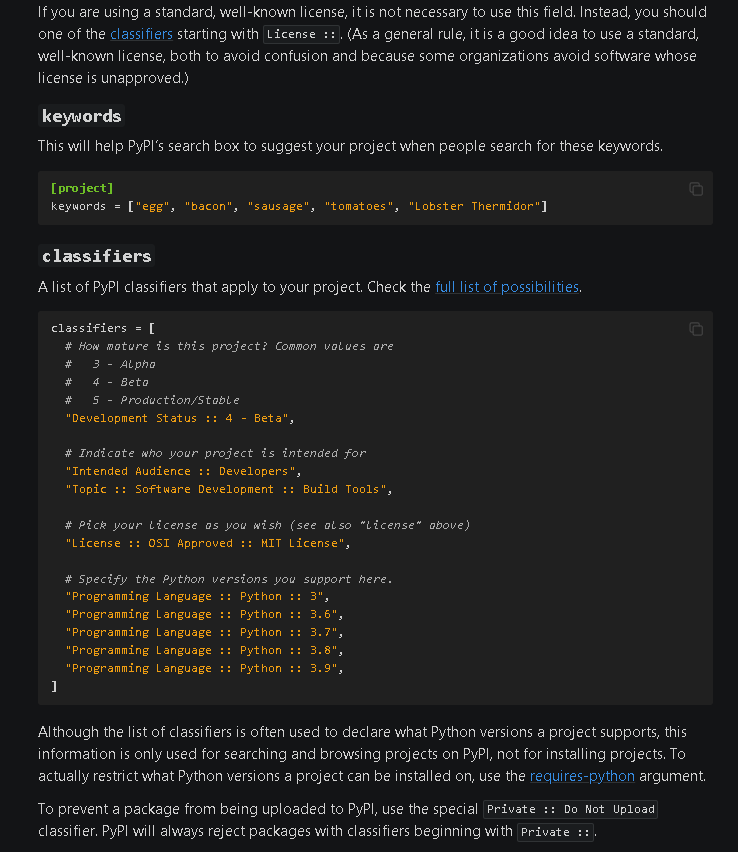 If you are using a standard, well-known license, it is not necessary to use this field. Instead, you should
one of the classifiers starting with License ::. (As a general rule, it is a good idea to use a standard,
well-known license, both to avoid confusion and because some organizations avoid software whose
license is unapproved.)
keywords
This will help PyPI's search box to suggest your project when people search for these keywords.
[project]
keywords = ["egg", "bacon", "sausage", "tomatoes", "Lobster Thermidor"]
classifiers
A list of PyPI classifiers that apply to your project. Check the full list of possibilities.
classifiers = [
  # How mature is this project? Common values are
  #   3 - Alpha
  #   4 - Beta
  #   5 - Production/Stable
  "Development Status :: 4 - Beta",
  # Indicate who your project is intended for
  "Intended Audience :: Developers",
  "Topic :: Software Development :: Build Tools",
  # Pick your license as you wish (see also "license" above)
  "License :: OSI Approved :: MIT License",
  # Specify the Python versions you support here.
  "Programming Language :: Python :: 3",
  "Programming Language :: Python :: 3.6",
  "Programming Language :: Python :: 3.7",
  "Programming Language :: Python :: 3.8",
  "Programming Language :: Python :: 3.9",
]
Although the list of classifiers is often used to declare what Python versions a project supports, this
information is only used for searching and browsing projects on PyPI, not for installing projects. To
actually restrict what Python versions a project can be installed on, use the requires-python argument.
To prevent a package from being uploaded to PyPI, use the special Private :: Do Not Upload
classifier. PyPI will always reject packages with classifiers beginning with Private ::.